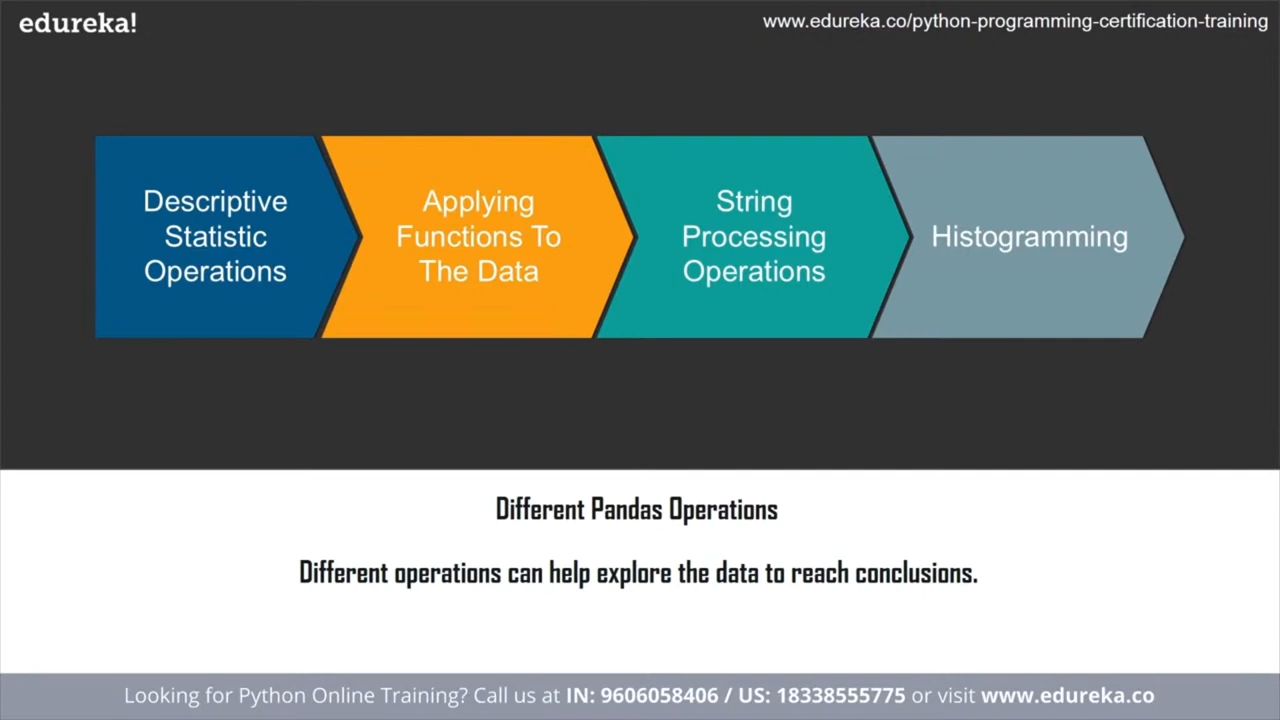 edureka!
www.edureka.co/python-programming-certification-training
Descriptive
Statistic
Operations
Applying
Functions To
The Data
String
Processing
Operations
Histogramming
Different Pandas Operations
Different operations can help explore the data to reach conclusions.
Looking for Python Online Training? Call us at IN: 9606058406 / US: 18338555775 or visit www.edureka.co